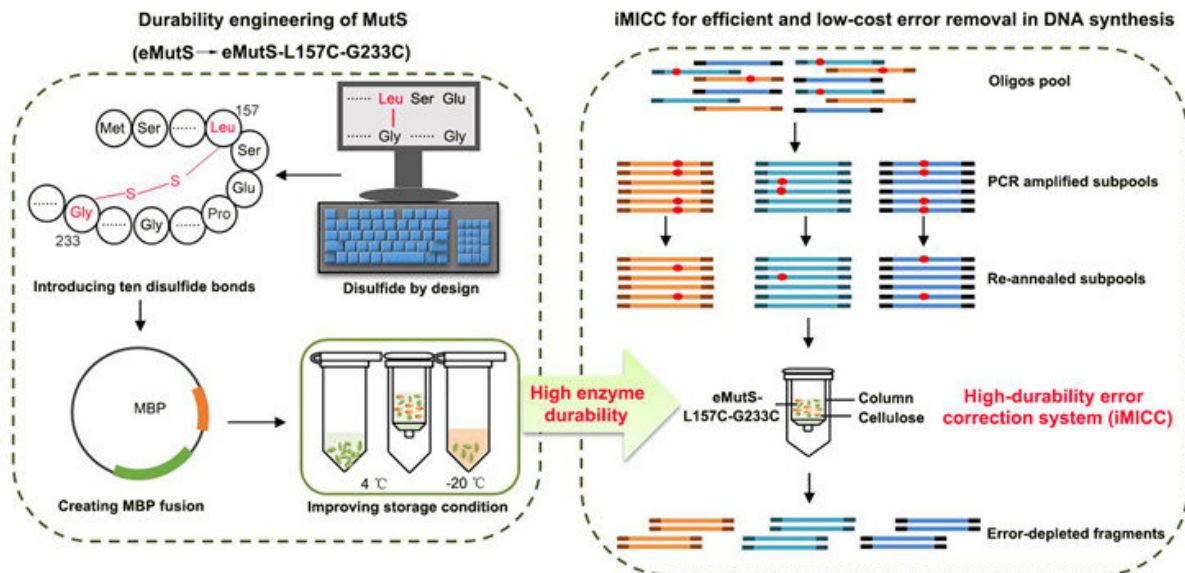 Durability engineering of MutS
(eMutS → eMutS-L157C-G233C)
157
Met Ser ........ Leu
Ser
S
S
Glu
........ Gly ........ Gly ........ Pro
233
Introducing ten disulfide bonds
........ Leu Ser Glu
........ Gly ........ Gly
Disulfide by design
MBP
Creating MBP fusion
4 ℃ -20 ℃
Improving storage condition
High enzyme
durability
iMICC for efficient and low-cost error removal in DNA synthesis
Oligos pool
PCR amplified subpools
Re-annealed subpools
eMutS-
L157C-G233C
Column
Cellulose
High-durability error
correction system (iMICC)
Error-depleted fragments